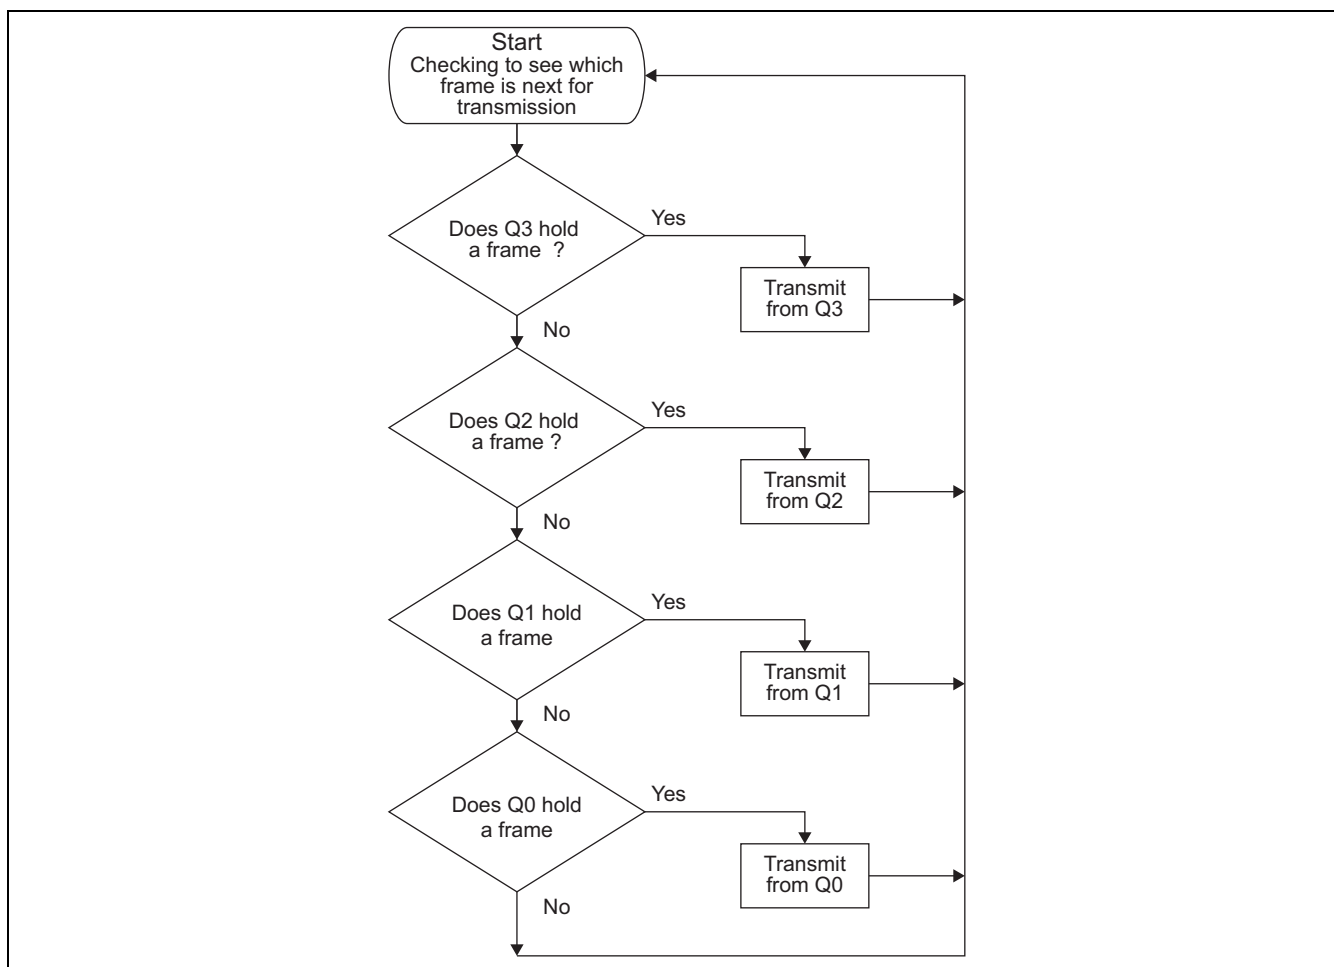 Start
Checking to see which
frame is next for
transmission
Does Q3 hold
a frame ?
Yes
Transmit
from Q3
No
Does Q2 hold
a frame ?
Yes
Transmit
from Q2
No
Does Q1 hold
a frame
Yes
Transmit
from Q1
No
Does Q0 hold
a frame
Yes
Transmit
from Q0
No